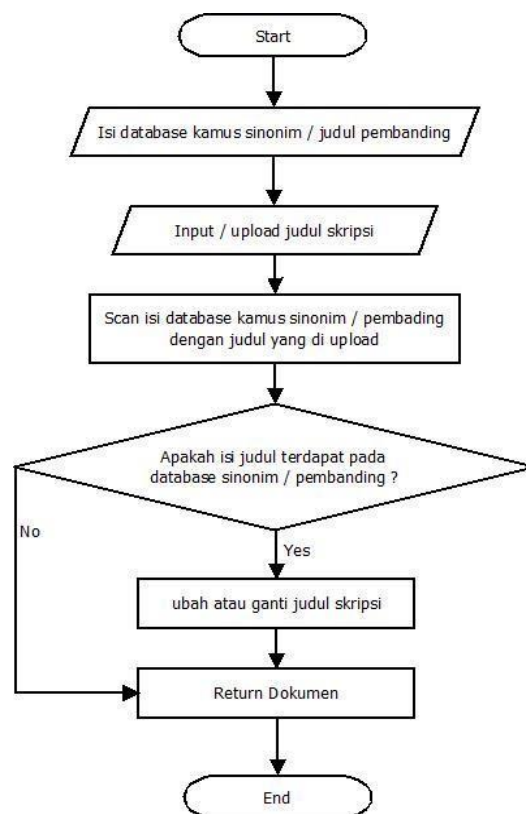 Start
Isi database kamus sinonim / judul pembanding
Input / upload judul skripsi
Scan isi database kamus sinonim / pembading
dengan judul yang di upload
Apakah isi judul terdapat pada
database sinonim / pembanding ?
No
Yes
ubah atau ganti judul skripsi
Return Dokumen
End